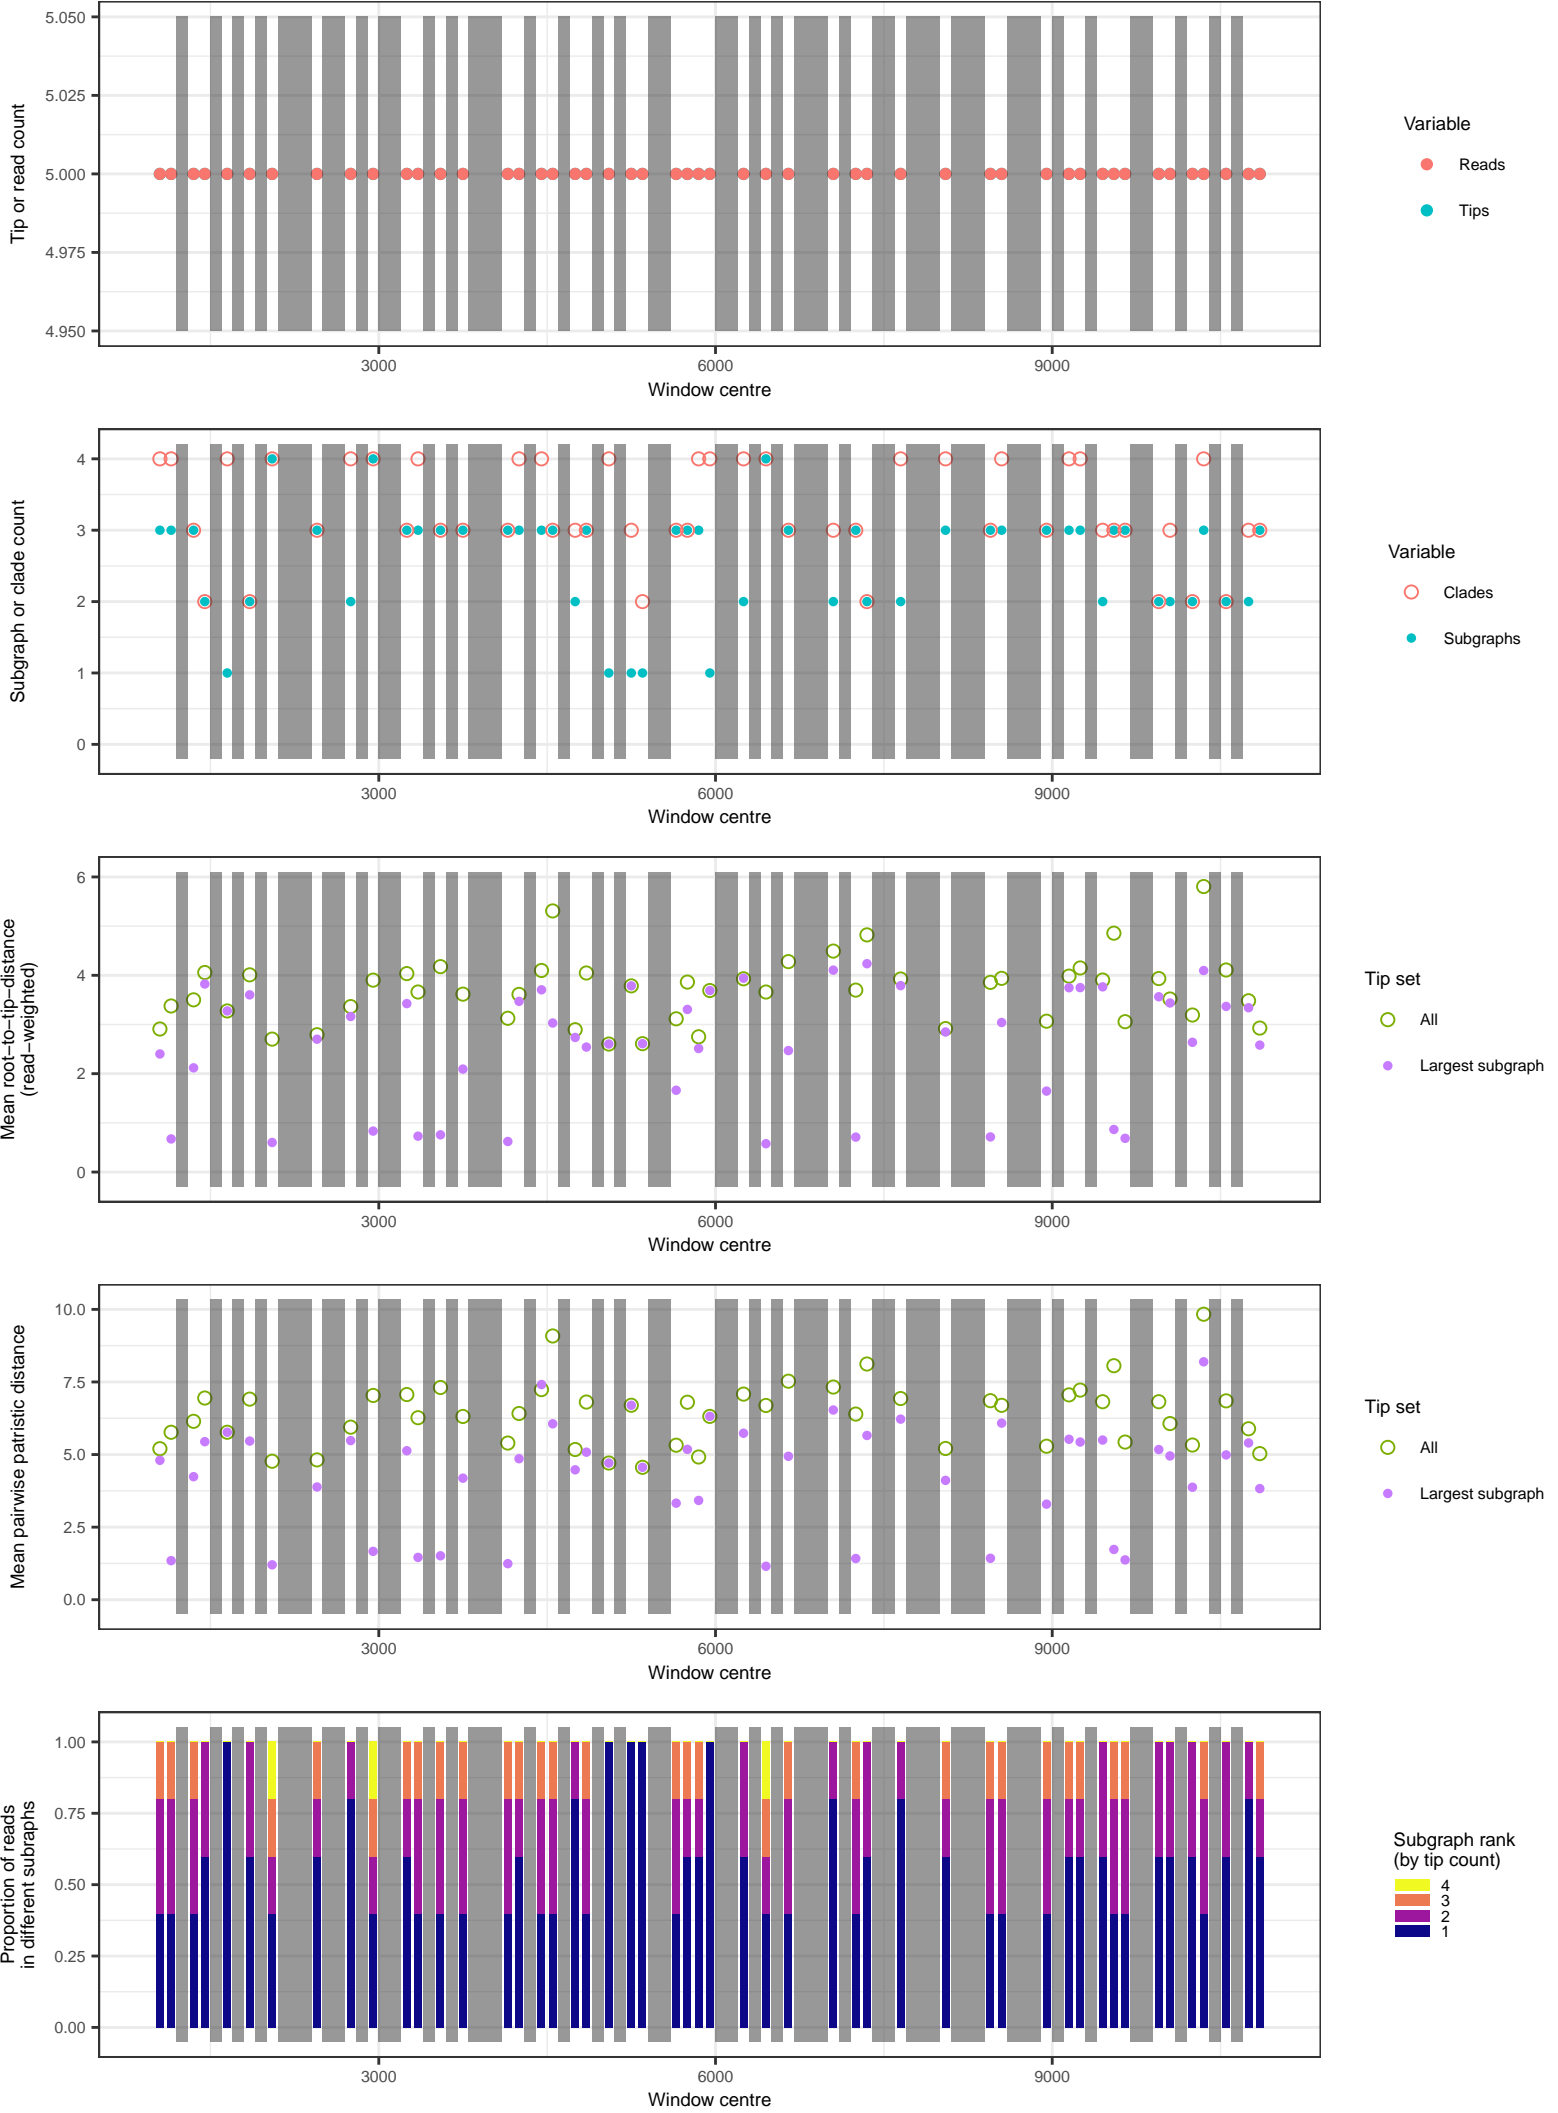 5.050
5.025
5.000
4.975
4.950
Tip or read count
3000
6000
9000
Window centre
Variable
Reads
Tips
4
3
2
1
0
Subgraph or clade count
3000
6000
9000
Window centre
Variable
Clades
Subgraphs
6
4
2
0
Mean root−to−tip−distance
(read−weighted)
3000
6000
9000
Window centre
Tip set
All
Largest subgraph
10.0
7.5
5.0
2.5
0.0
Mean pairwise patristic distance
3000
6000
9000
Window centre
Tip set
All
Largest subgraph
1.00
0.75
0.50
0.25
0.00
Proportion of reads
in different subraphs
3000
6000
9000
Window centre
Subgraph rank
(by tip count)
4
3
2
1